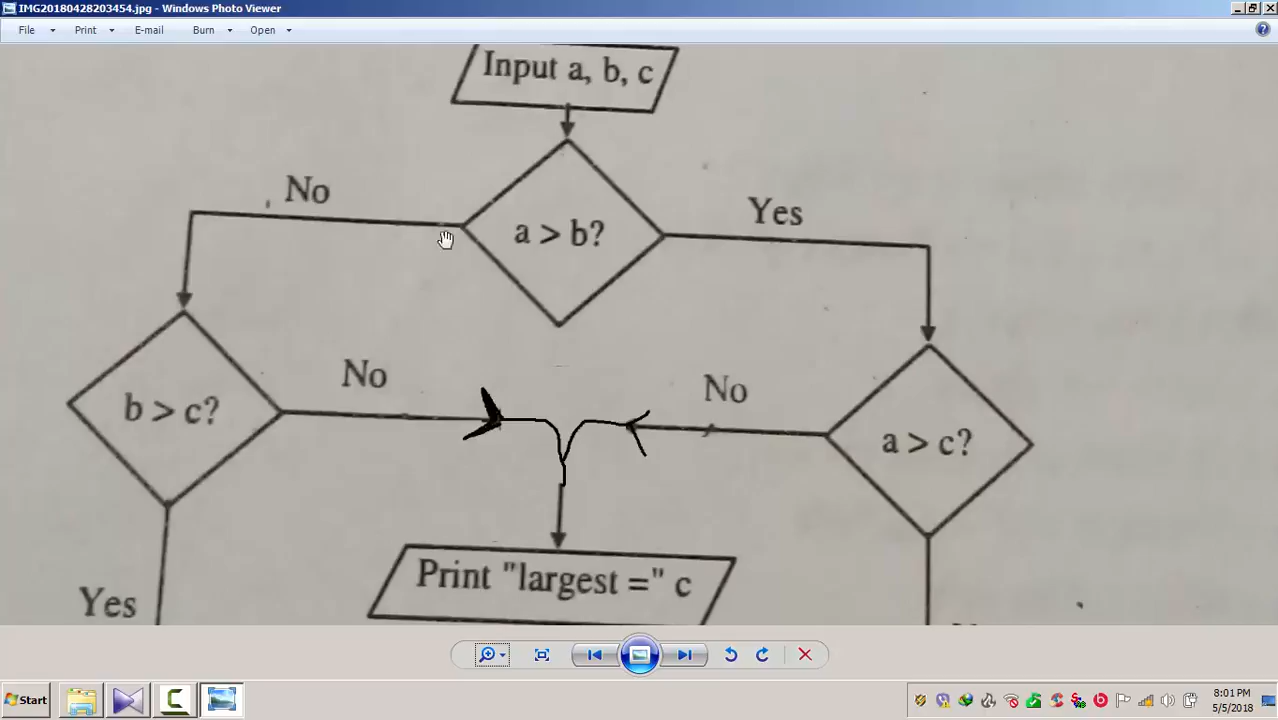 IMG20180428203454.jpg - Windows Photo Viewer
File Print E-mail Burn Open
Input a, b, c
No
Yes
a > b?
No
No
b > c?
a > c?
Print "largest =" c
Yes
Start
8:01 PM
5/5/2018